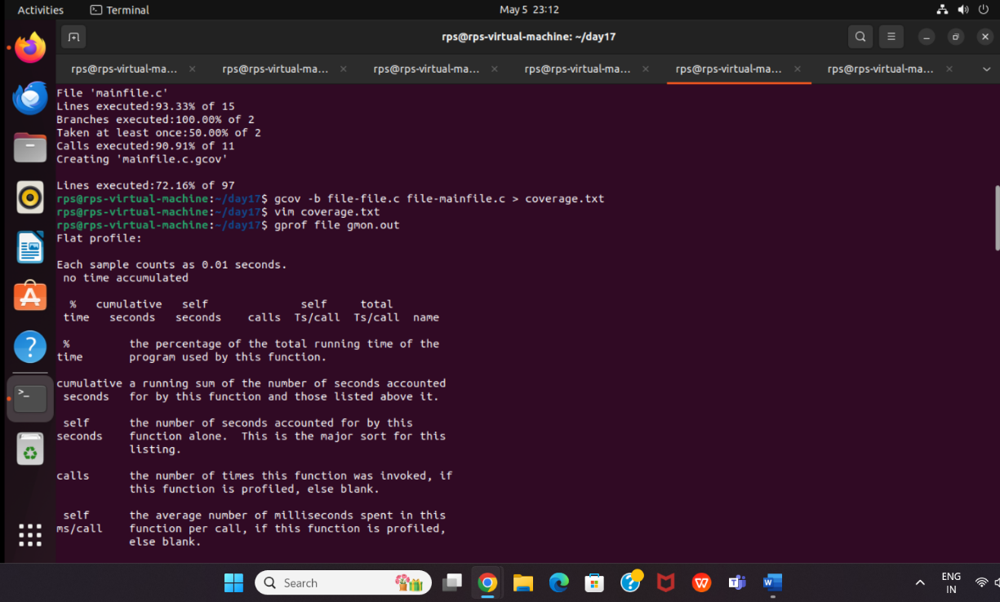 Activities
Terminal
May 5 23:12
rps@rps-virtual-machine: ~/day17
rps@rps-virtual-ma...
rps@rps-virtual-ma...
rps@rps-virtual-ma...
rps@rps-virtual-ma...
rps@rps-virtual-ma...
rps@rps-virtual-ma...
File 'mainfile.c'
Lines executed:93.33% of 15
Branches executed:100.00% of 2
Taken at least once:50.00% of 2
Calls executed:90.91% of 11
Creating 'mainfile.c.gcov'
Lines executed:72.16% of 97
rps@rps-virtual-machine:~/day17$ gcov -b file-file.c file-mainfile.c > coverage.txt
rps@rps-virtual-machine:~/day17$ vim coverage.txt
rps@rps-virtual-machine:~/day17$ gprof file gmon.out
Flat profile:
Each sample counts as 0.01 seconds.
no time accumulated
% cumulative self self total
time seconds seconds calls Ts/call Ts/call name
% the percentage of the total running time of the
time program used by this function.
cumulative a running sum of the number of seconds accounted
seconds for by this function and those listed above it.
self the number of seconds accounted for by this
seconds function alone. This is the major sort for this
listing.
calls the number of times this function was invoked, if
this function is profiled, else blank.
self the average number of milliseconds spent in this
ms/call function per call, if this function is profiled,
else blank.
Search
ENG
IN